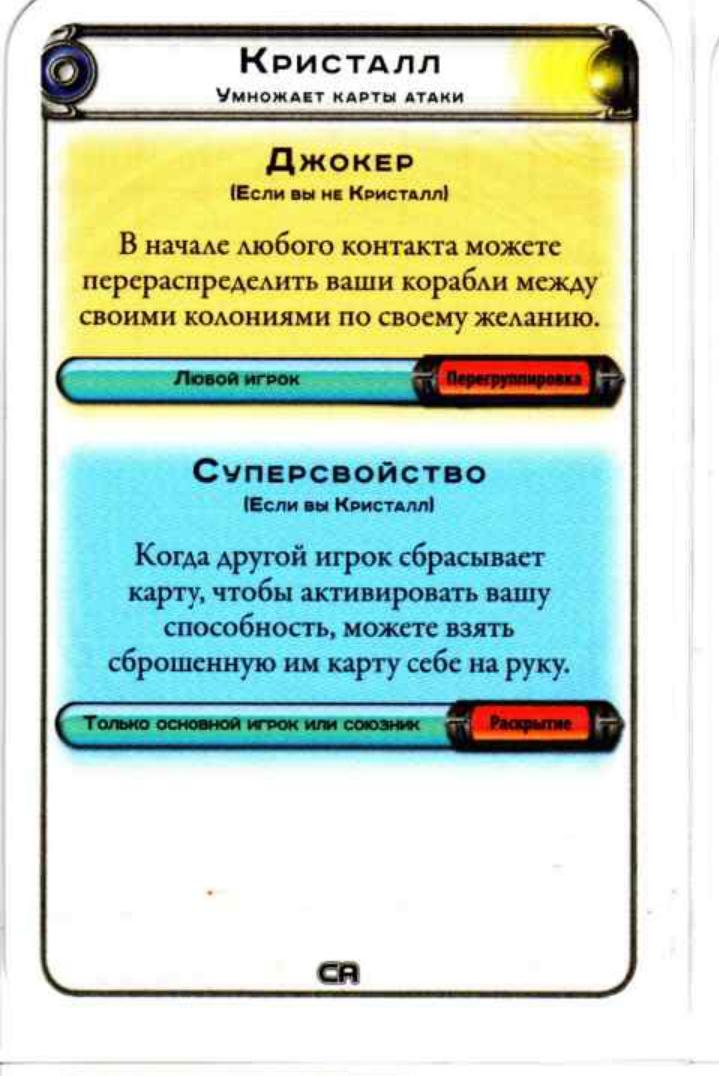 Кристалл
Умножает карты атаки
Джокер
(Если вы не Кристалл)
В начале любого контакта можете
перераспределить ваши корабли между
своими колониями по своему желанию.
Любой игрок
Перегруппировка
Суперсвойство
(Если вы Кристалл)
Когда другой игрок сбрасывает
карту, чтобы активировать вашу
способность, можете взять
сброшенную им карту себе на руку.
Только основной игрок или союзник
Раскрытие
CA